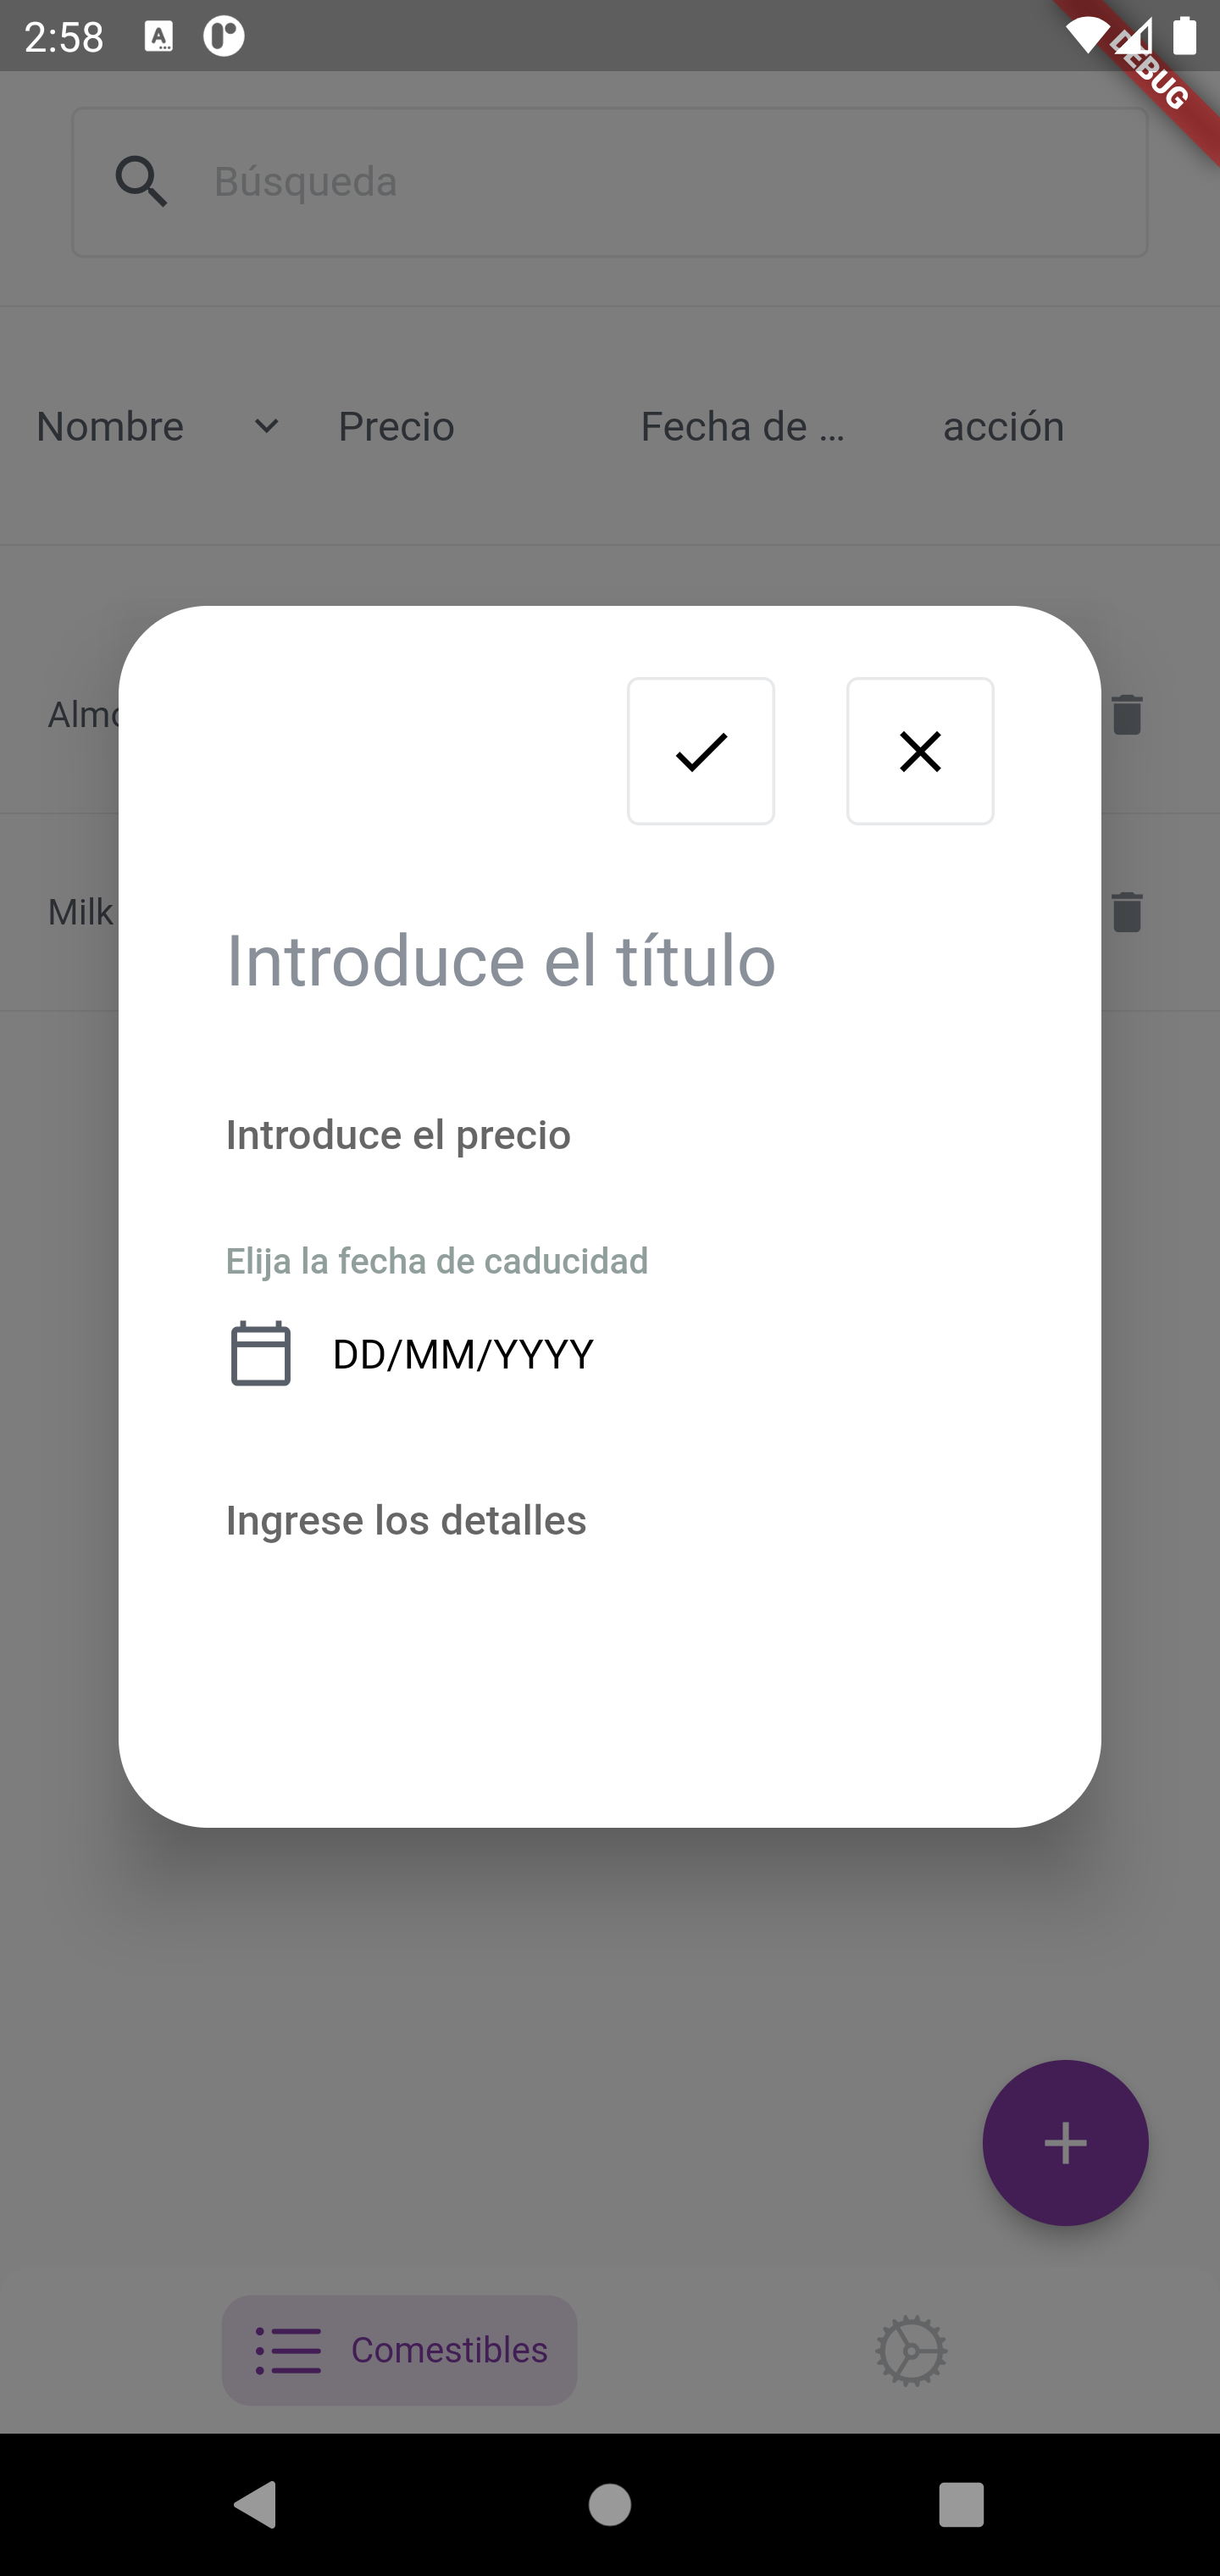 2:58
DEBUG
Búsqueda
Nombre Precio Fecha de ... acción
Introduce el título
Milk
Introduce el precio
Elija la fecha de caducidad
DD/MM/YYYY
Ingrese los detalles
Comestibles